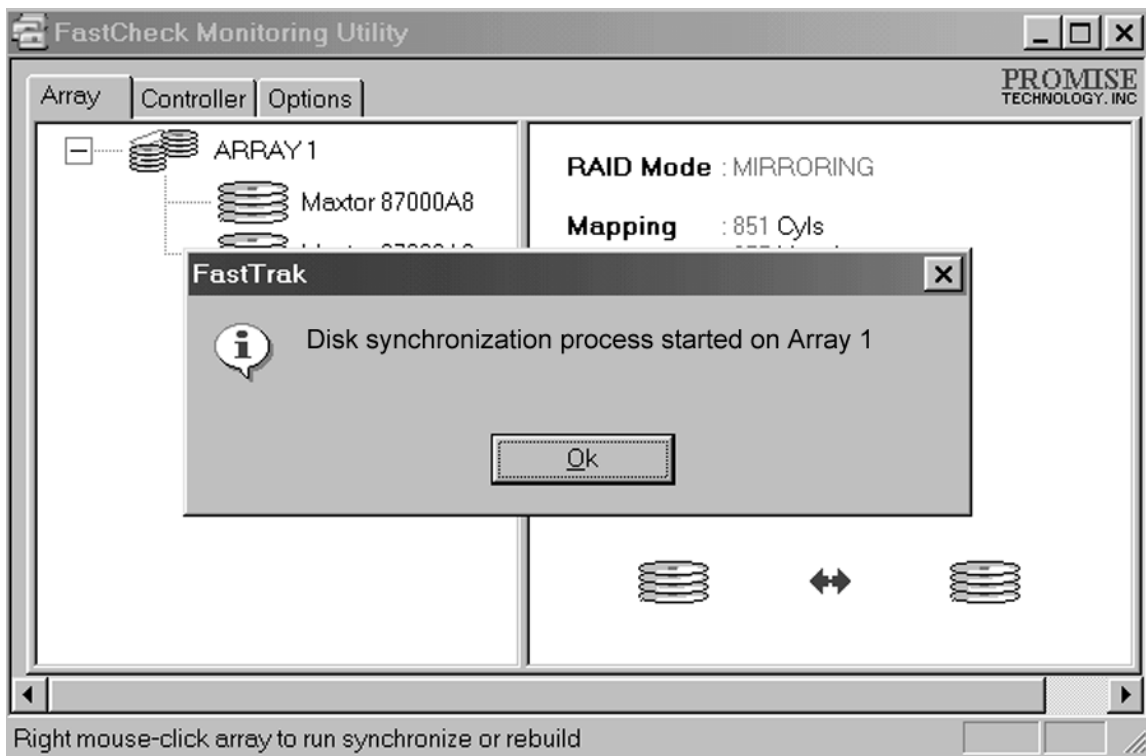 FastCheck Monitoring Utility
PROMISE
TECHNOLOGY, INC
Array Controller Options
ARRAY 1
Maxtor 87000A8
RAID Mode : MIRRORING
Mapping : 851 Cyls
FastTrak
Disk synchronization process started on Array 1
Ok
Right mouse-click array to run synchronize or rebuild